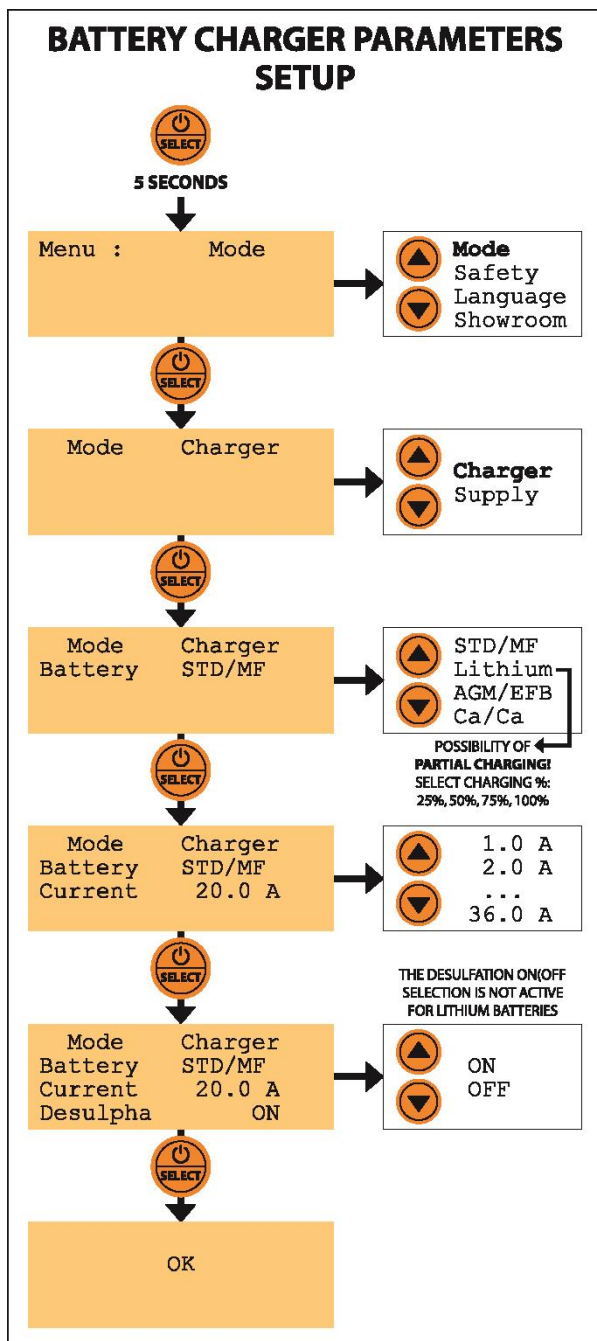 BATTERY CHARGER PARAMETERS
SETUP
SELECT
5 SECONDS
Menu : Mode
Mode
Safety
Language
Showroom
SELECT
Mode Charger
Charger
Supply
SELECT
Mode Charger
Battery STD/MF
STD/MF
Lithium
AGM/EFB
Ca/Ca
POSSIBILITY OF
PARTIAL CHARGING!
SELECT CHARGING %:
25%, 50%, 75%, 100%
SELECT
Mode Charger
Battery STD/MF
Current 20.0 A
1.0 A
2.0 A
...
36.0 A
SELECT
THE DESULFATION ON(OFF
SELECTION IS NOT ACTIVE
FOR LITHIUM BATTERIES
Mode Charger
Battery STD/MF
Current 20.0 A
Desulpha ON
ON
OFF
SELECT
OK